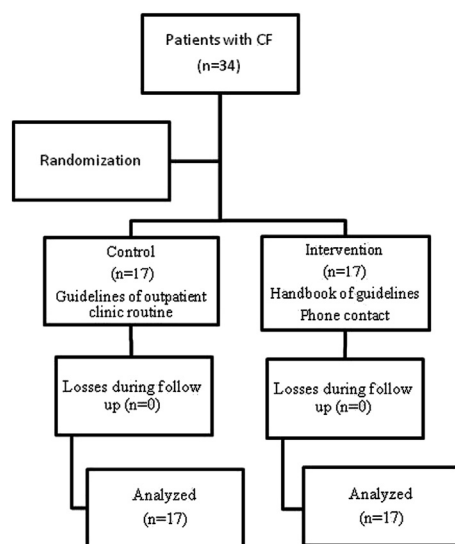 Patients with CF
(n=34)
Randomization
Control
(n=17)
Guidelines of outpatient
clinic routine
Intervention
(n=17)
Handbook of guidelines
Phone contact
Losses during follow
up (n=0)
Losses during follow
up (n=0)
Analyzed
(n=17)
Analyzed
(n=17)